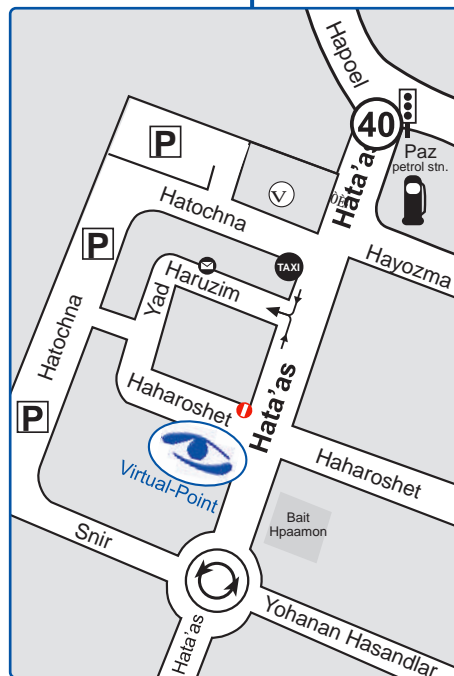 Hapoel
40
Paz
petrol stn.
P
V
Hata'as
Hatochna
Hayozma
P
TAXI
Haruzim
Yad
Hatochna
Hata'as
Haharoshet
P
Haharoshet
Virtual-Point
Bait
Hpaamon
Snir
Yohanan Hasandlar
Hata'as